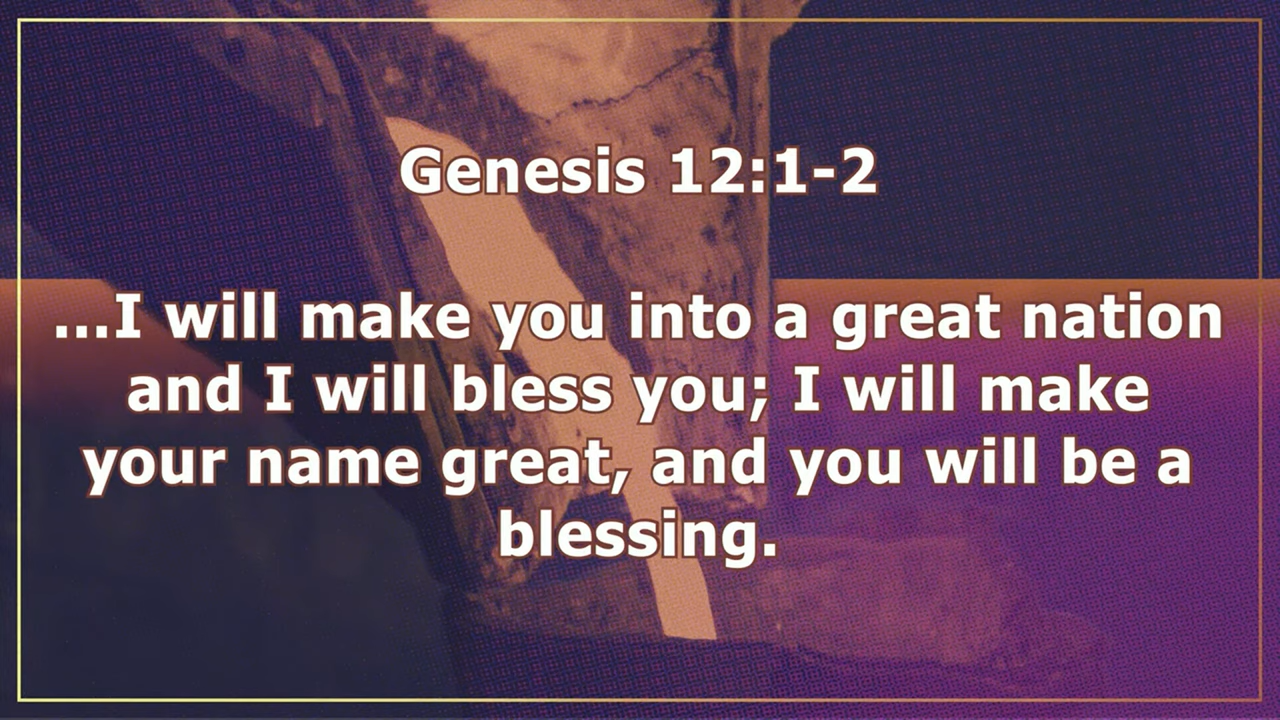 Genesis 12:1-2
...I will make you into a great nation
and I will bless you; I will make
your name great, and you will be a
blessing.